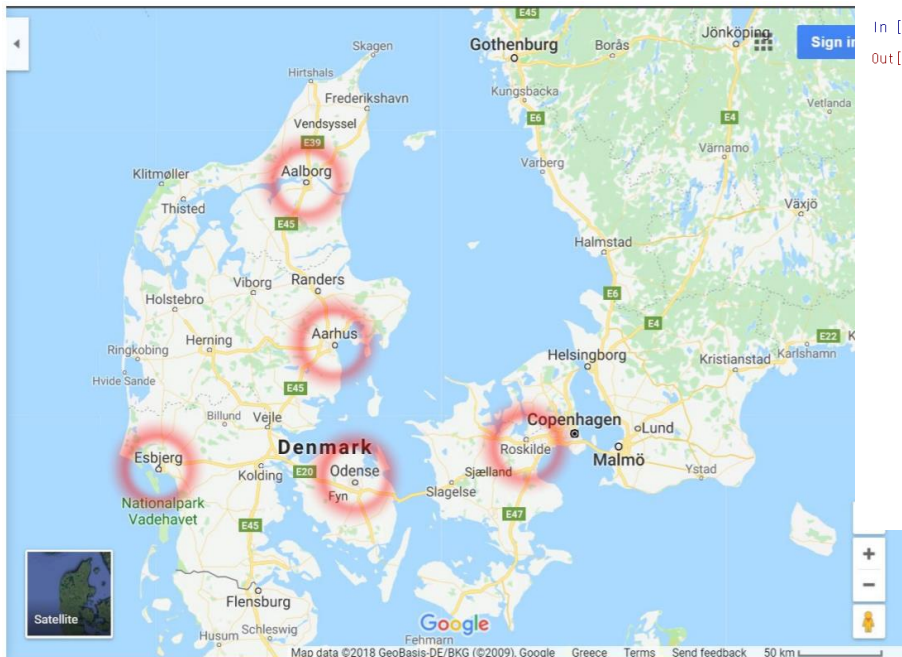 E45
In [
Skagen
Gothenburg
Borås
Jönköping
Sign in
Out[
Hirtshals
Kungsbacka
Frederikshavn
Vetlanda
Vendsyssel
E6
E4
E39
Värnamo
Varberg
Klitmøller
Aalborg
Thisted
Växjö
E45
Halmstad
Viborg
Randers
Holstebro
E6
E4
Aarhus
E22
K
Herning
Ringkobing
Helsingborg
Kristianstad
Karlshamn
Hvide Sande
E45
Billund
Vejle
Copenhagen
Lund
Denmark
Roskilde
Esbjerg
Malmö
Kolding
E20
Odense
Sjælland
Ystad
Fyn
Slagelse
Nationalpark
Vadehavet
E47
E45
Flensburg
Satellite
Google
Husum
Schleswig
Fehmarn
Map data ©2018 GeoBasis-DE/BKG (©2009), Google Greece Terms Send feedback 50 km